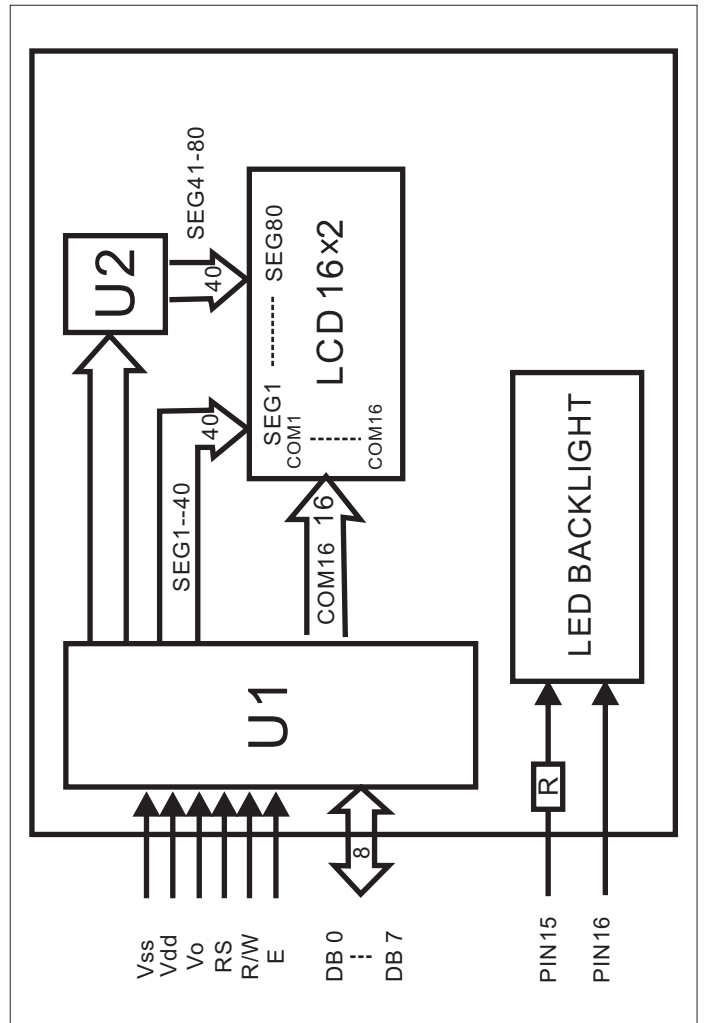 Vss
Vdd
Vo
RS
R/W
E
DB 0
DB 7
8
U1
SEG1--40
40
COM16
16
U2
SEG41-80
40
SEG1 -------- SEG80
COM1
COM16
LCD 16×2
PIN15
R
PIN16
LED BACKLIGHT